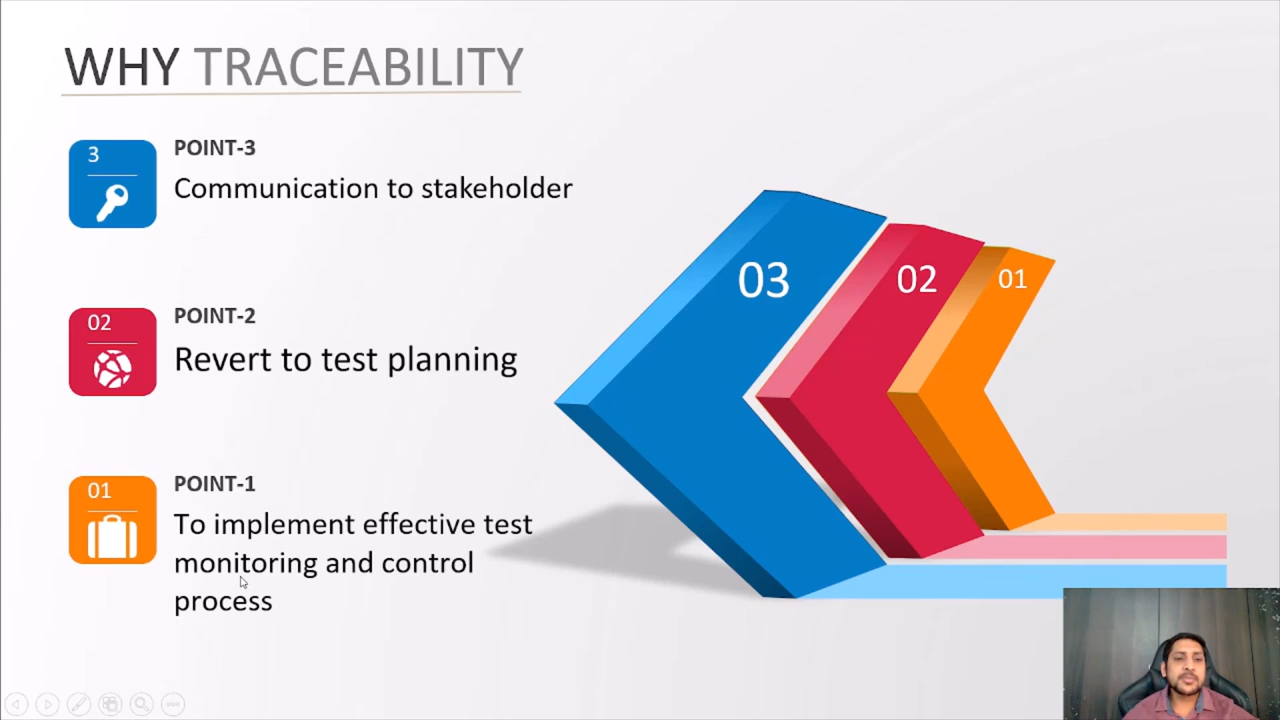 WHY TRACEABILITY
3
POINT-3
Communication to stakeholder
02
POINT-2
Revert to test planning
01
POINT-1
To implement effective test
monitoring and control
process
03
02
01